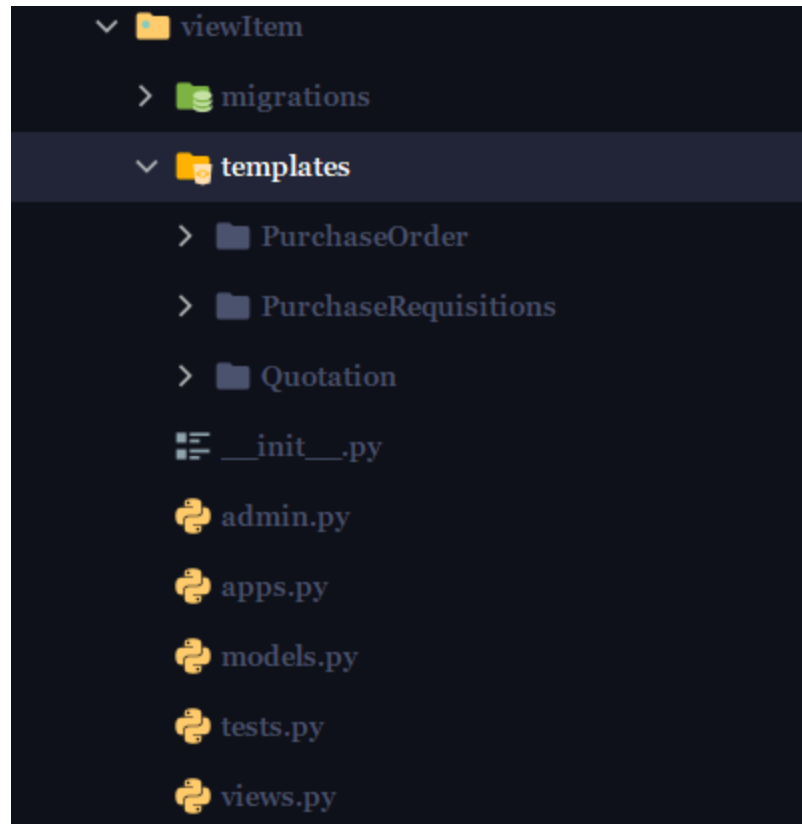 viewItem
migrations
templates
PurchaseOrder
PurchaseRequisitions
Quotation
__init__.py
admin.py
apps.py
models.py
tests.py
views.py